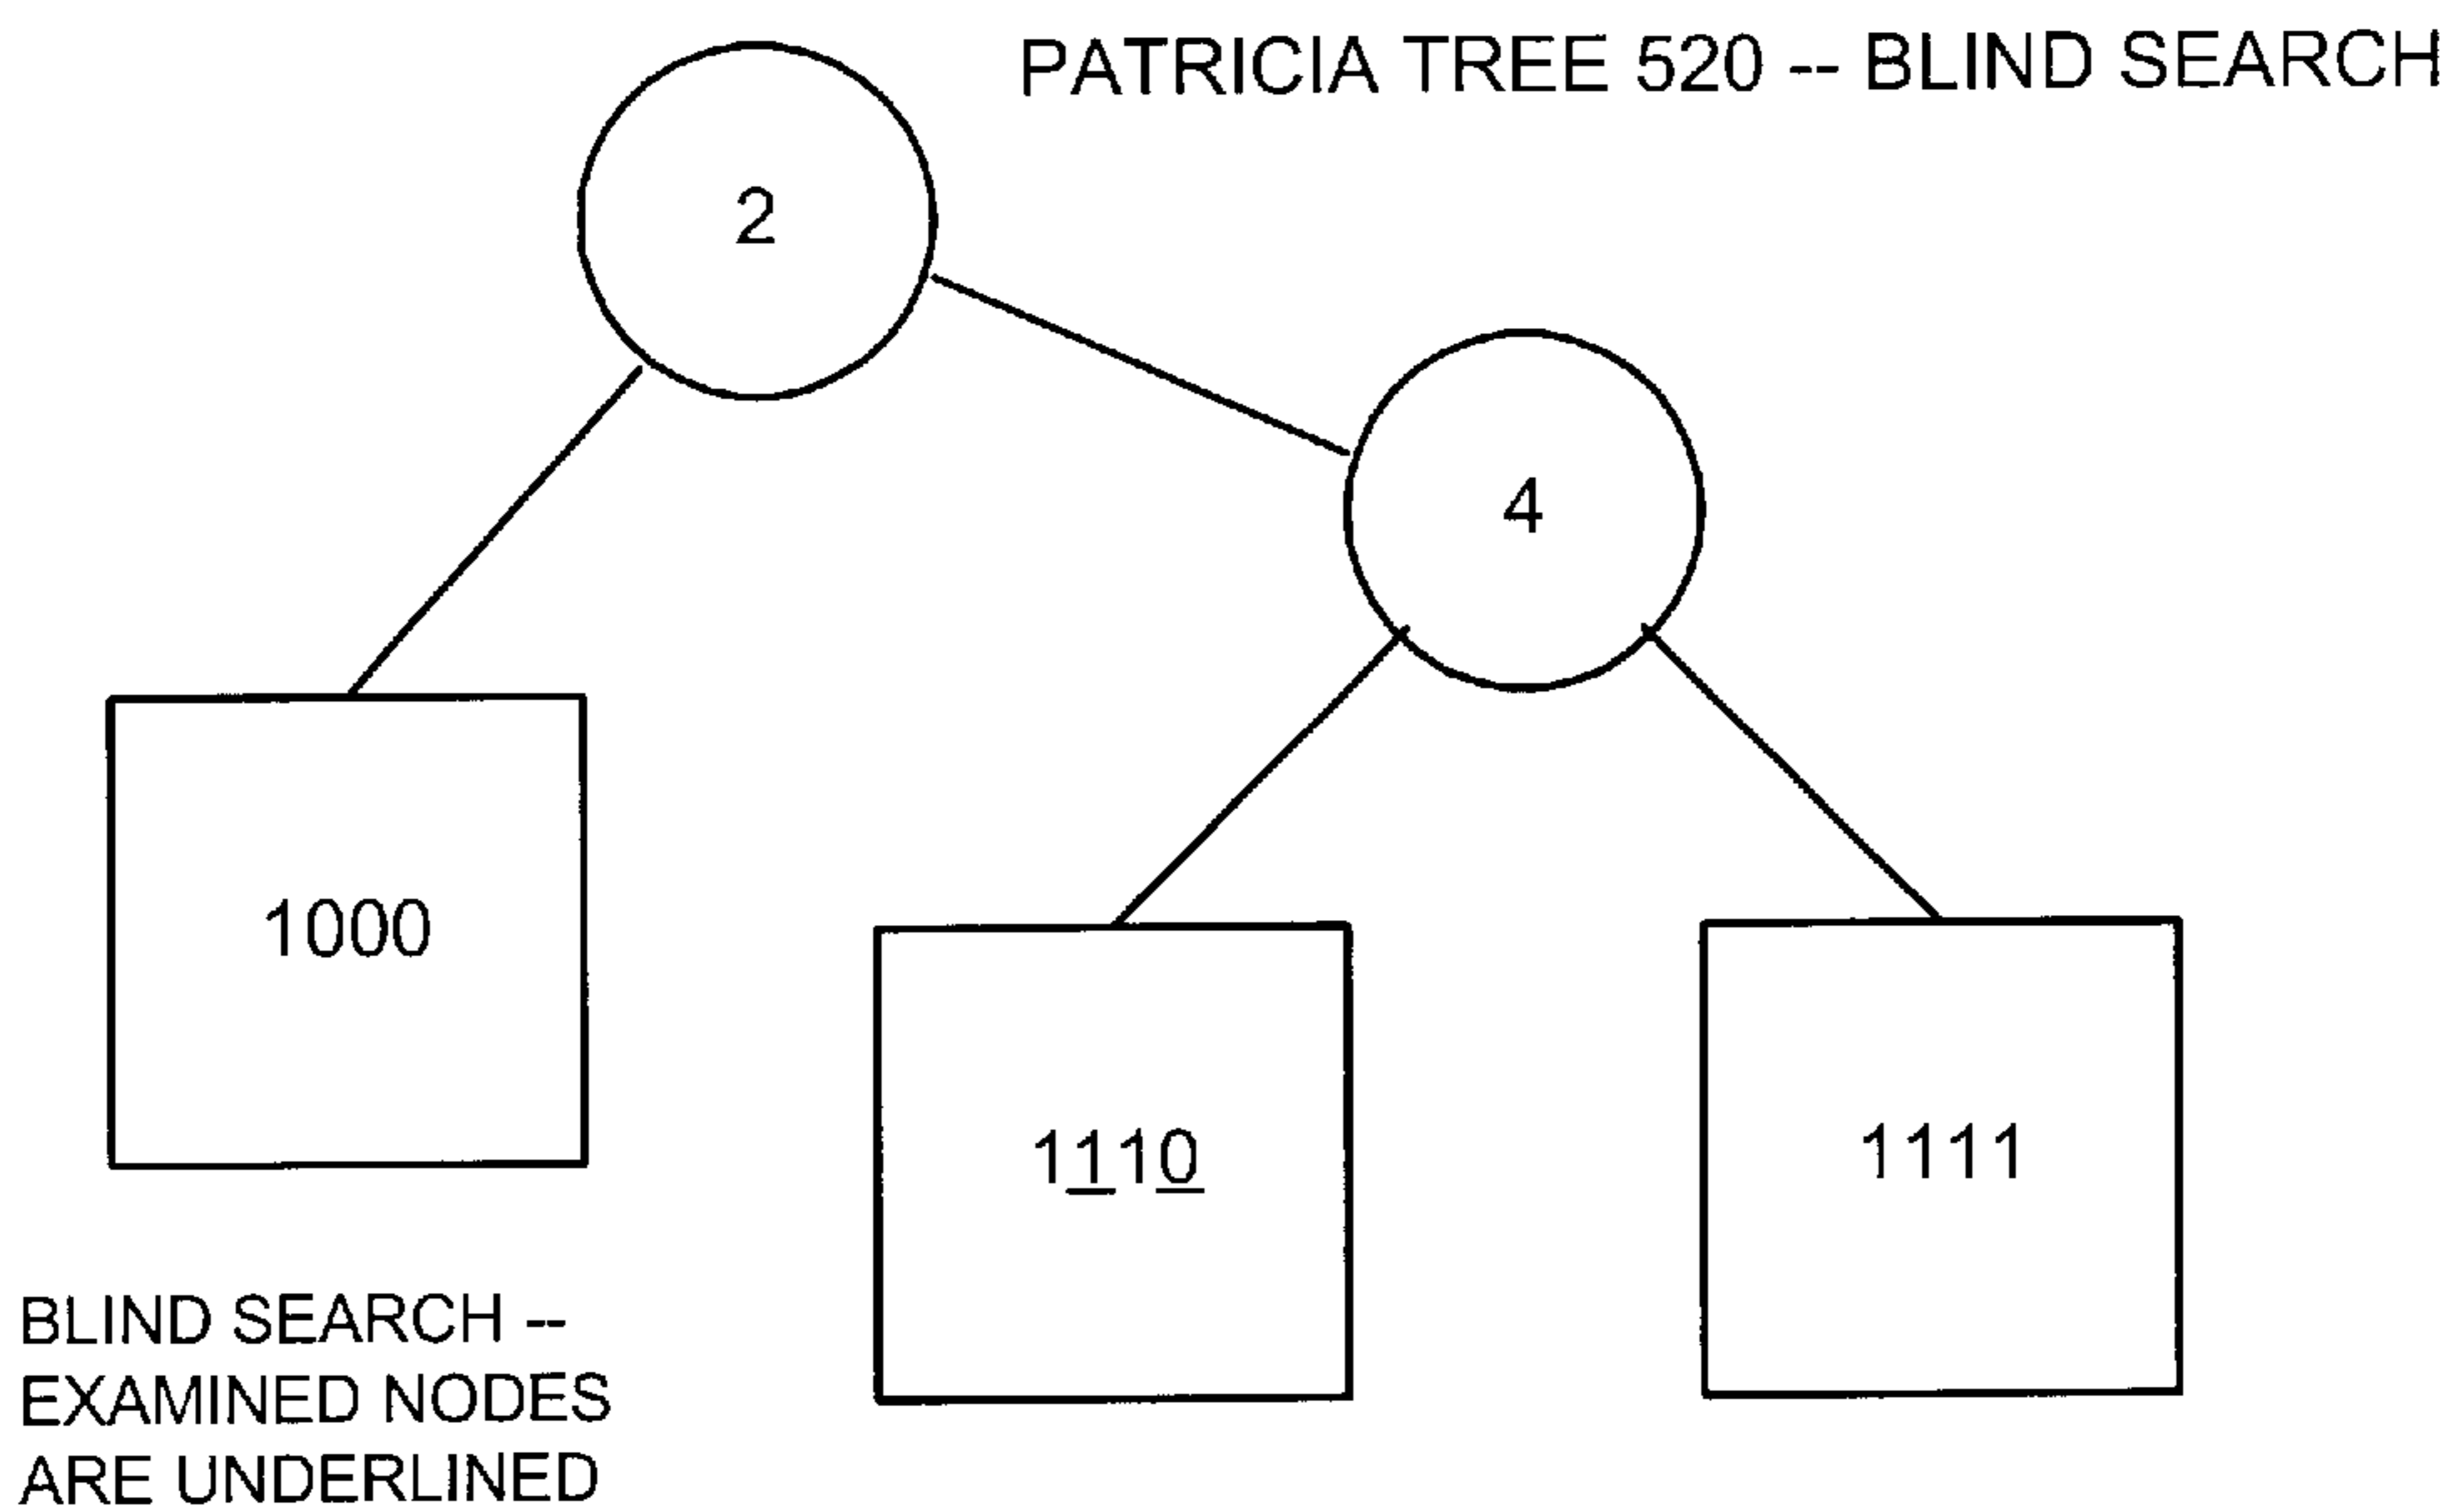 PATRICIA TREE 520 -- BLIND SEARCH
2
4
1000
1110
1111
BLIND SEARCH --
EXAMINED NODES
ARE UNDERLINED